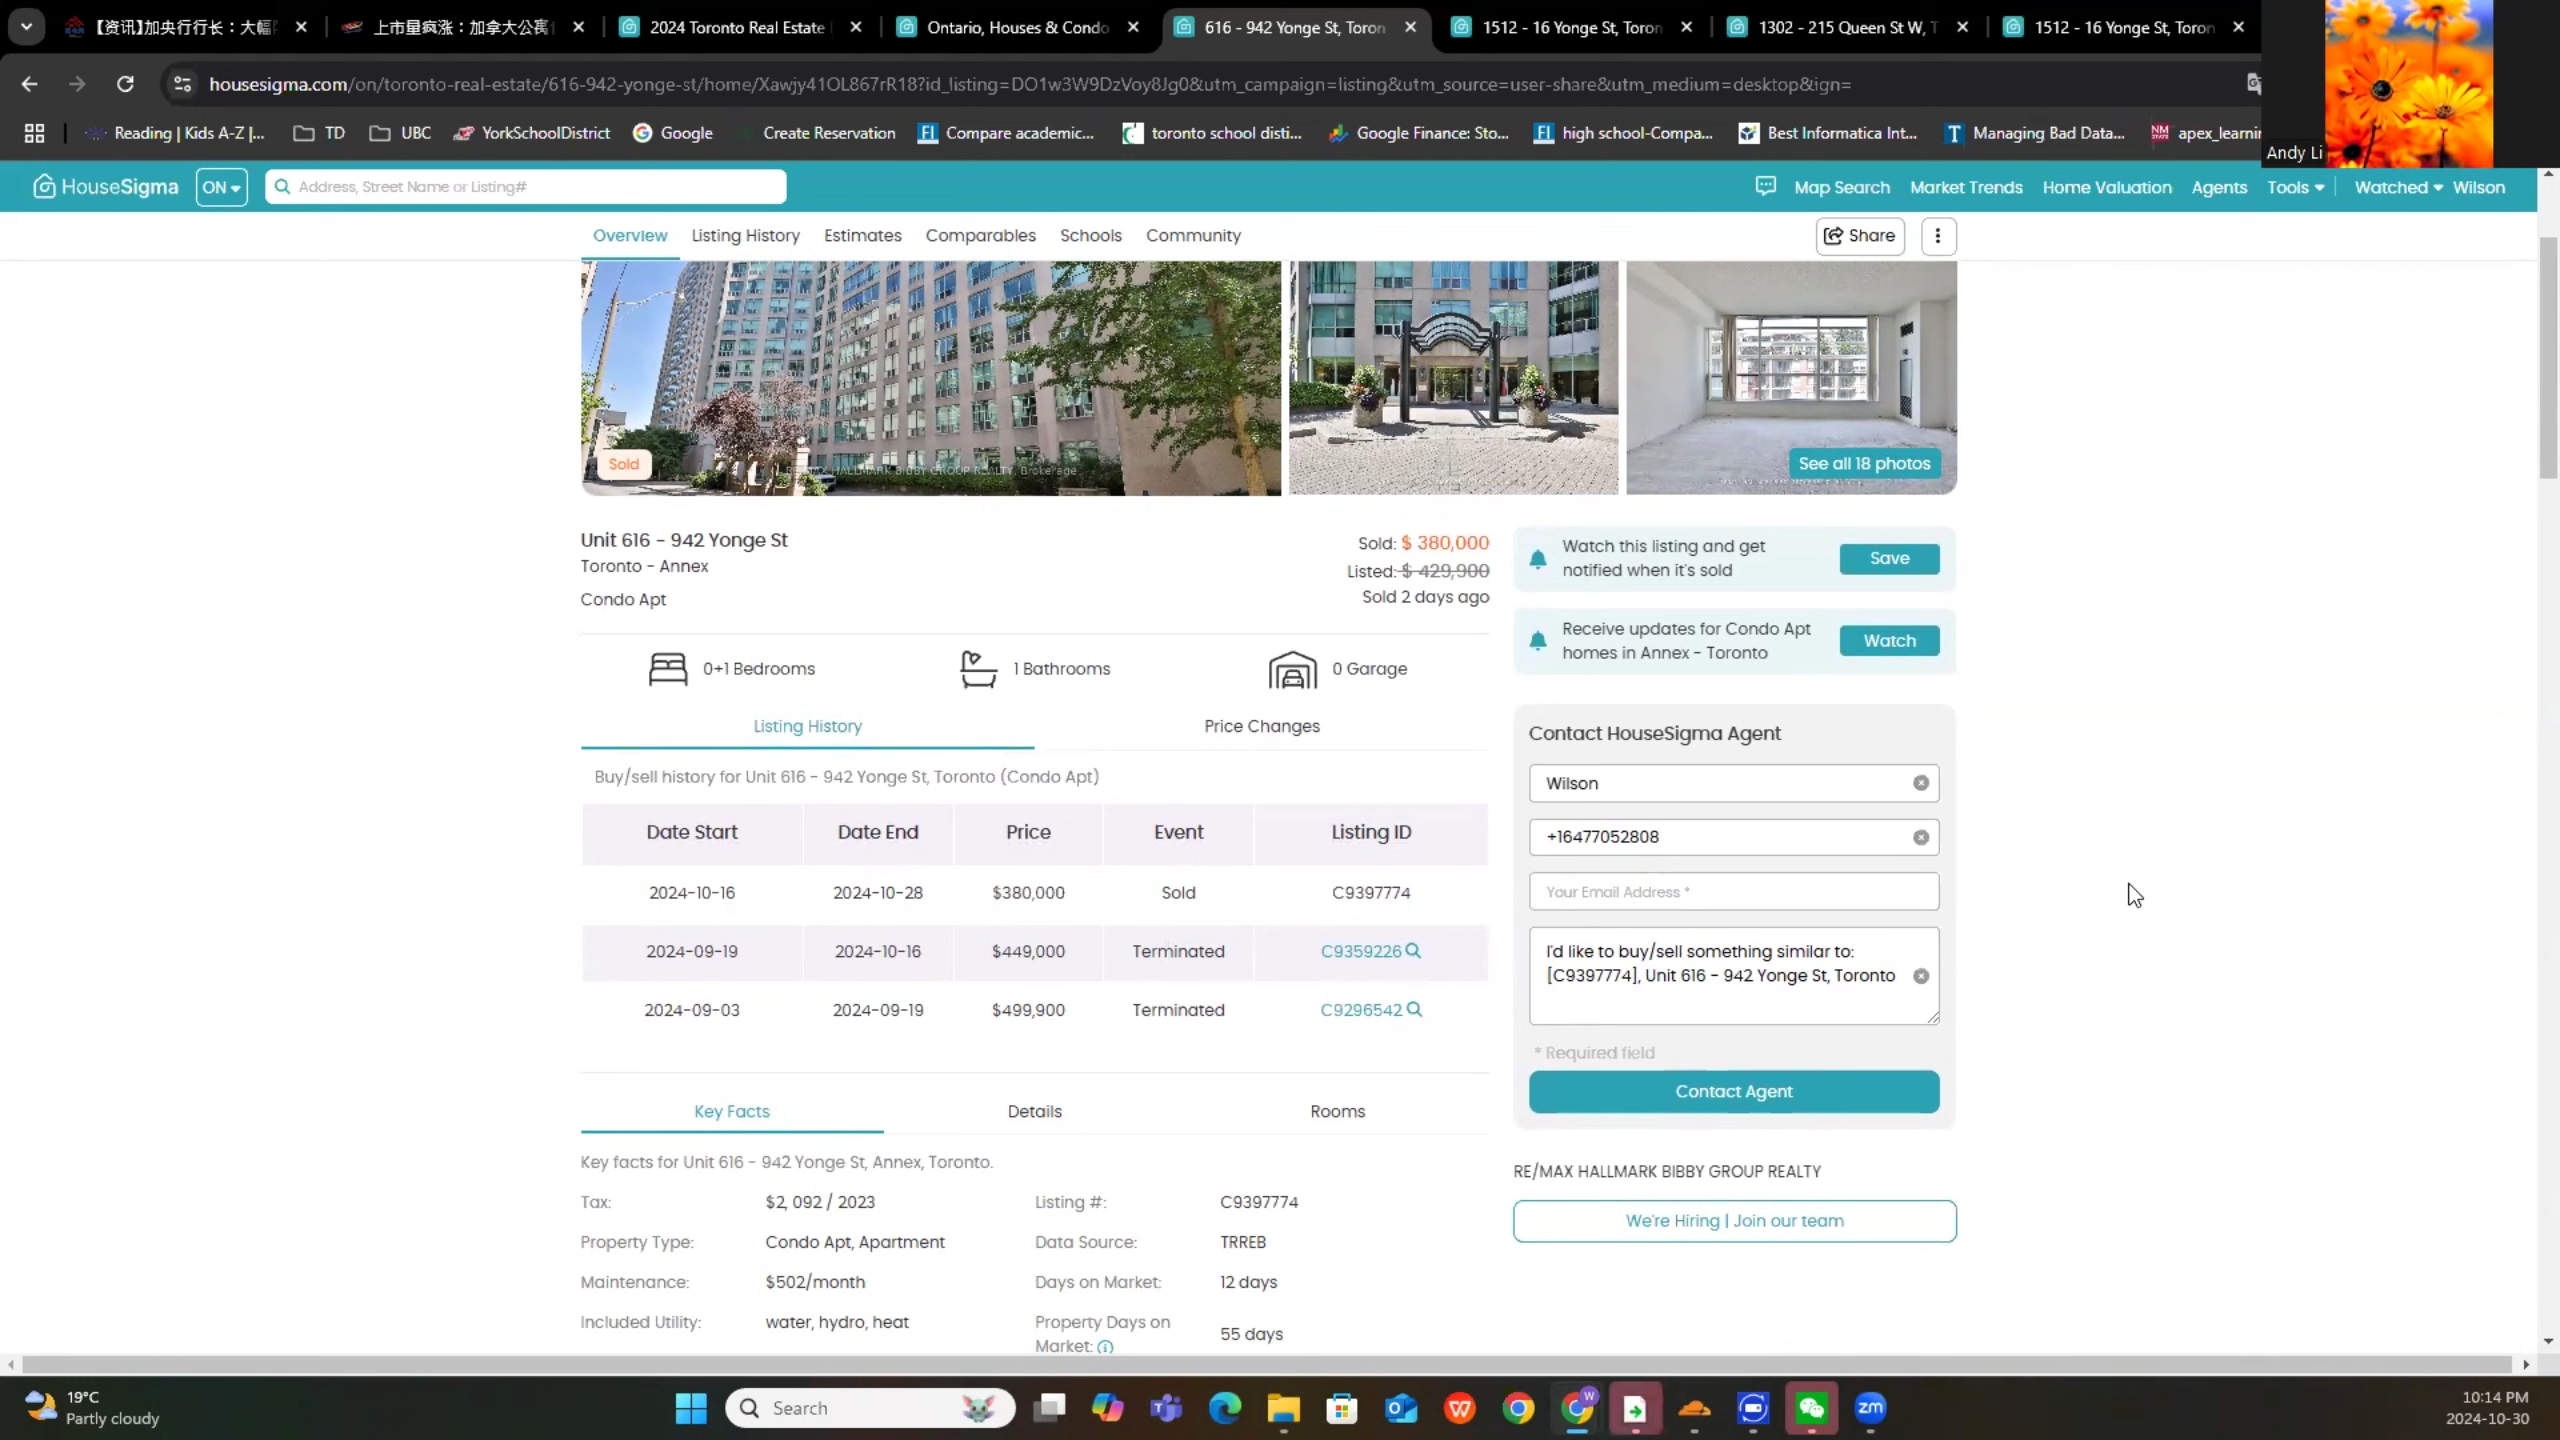 【资讯】加央行行长：大幅
上市量疯涨：加拿大公寓
2024 Toronto Real Estate
Ontario, Houses & Condo
616 - 942 Yonge St, Toron
1512 - 16 Yonge St, Toron
1302 - 215 Queen St W, T
1512 - 16 Yonge St, Toron
housesigma.com/on/toronto-real-estate/616-942-yonge-st/home/Xawjy41OL867rR18?id_listing=DO1w3W9DzVoy8Jg0&utm_campaign=listing&utm_source=user-share&utm_medium=desktop&ign=
Reading | Kids A-Z |...
TD
UBC
YorkSchoolDistrict
Google
Create Reservation
Compare academic...
toronto school disti...
Google Finance: Sto...
high school-Compa...
Best Informatica Int...
Managing Bad Data...
apex_learnin
Andy Li
HouseSigma
ON
Address, Street Name or Listing#
Map Search
Market Trends
Home Valuation
Agents
Tools
Watched
Wilson
Overview
Listing History
Estimates
Comparables
Schools
Community
Share
Sold
RE/MAX HALLMARK BIBBY GROUP REALTY, Brokerage
See all 18 photos
Unit 616 - 942 Yonge St
Toronto - Annex
Condo Apt
Sold: $ 380,000
Listed: $ 429,900
Sold 2 days ago
Watch this listing and get
notified when it's sold
Save
Receive updates for Condo Apt
homes in Annex - Toronto
Watch
0+1 Bedrooms
1 Bathrooms
0 Garage
Listing History
Price Changes
Buy/sell history for Unit 616 - 942 Yonge St, Toronto (Condo Apt)
Date Start Date End Price Event Listing ID
2024-10-16 2024-10-28 $380,000 Sold C9397774
2024-09-19 2024-10-16 $449,000 Terminated C9359226
2024-09-03 2024-09-19 $499,900 Terminated C9296542
Contact HouseSigma Agent
Wilson
+16477052808
Your Email Address *
I'd like to buy/sell something similar to:
[C9397774], Unit 616 - 942 Yonge St, Toronto
* Required field
Contact Agent
RE/MAX HALLMARK BIBBY GROUP REALTY
We're Hiring | Join our team
Key Facts
Details
Rooms
Key facts for Unit 616 - 942 Yonge St, Annex, Toronto.
Tax: $2, 092 / 2023 Listing #: C9397774
Property Type: Condo Apt, Apartment Data Source: TRREB
Maintenance: $502/month Days on Market: 12 days
Included Utility: water, hydro, heat Property Days on
Market: 55 days
19°C
Partly cloudy
Search
zm
10:14 PM
2024-10-30